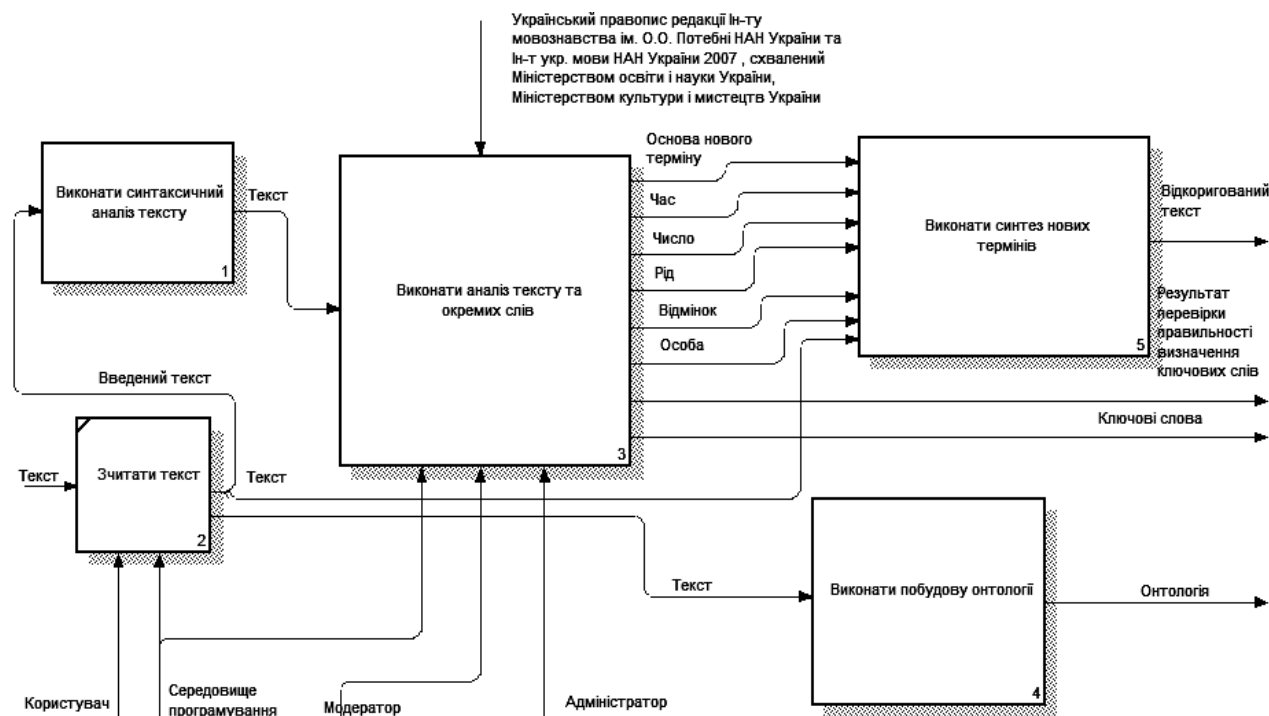 Український правопис редакції Ін-ту
мовознавства ім. О.О. Потебні НАН України та
Ін-т укр. мови НАН України 2007 , схвалений
Міністерством освіти і науки України,
Міністерством культури і мистецтв України
Виконати синтаксичний
аналіз тексту
1
Текст
Виконати аналіз тексту та
окремих слів
3
Основа нового
терміну
Час
Число
Рід
Відмінок
Особа
Виконати синтез нових
термінів
5
Відкоригований
текст
Результат
перевірки
правильності
визначення
ключових слів
Ключові слова
Введений текст
Текст
Зчитати текст
2
Текст
Текст
Виконати побудову онтології
4
Онтологія
Користувач
Середовище
програмування
Модератор
Адміністратор